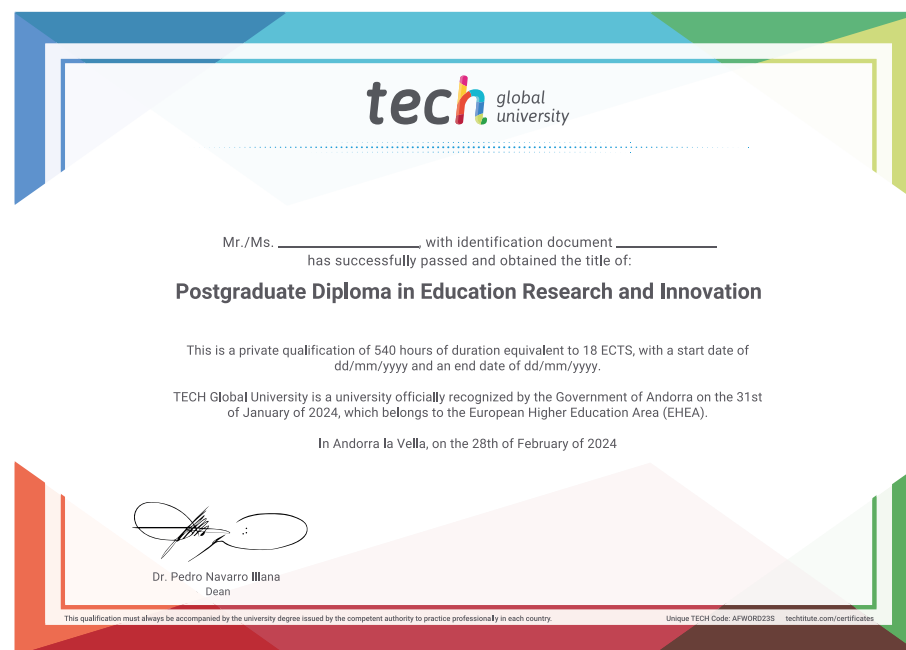 tech global university
Mr./Ms. ____________________, with identification document ______________
has successfully passed and obtained the title of:
Postgraduate Diploma in Education Research and Innovation
This is a private qualification of 540 hours of duration equivalent to 18 ECTS, with a start date of
dd/mm/yyyy and an end date of dd/mm/yyyy.
TECH Global University is a university officially recognized by the Government of Andorra on the 31st
of January of 2024, which belongs to the European Higher Education Area (EHEA).
In Andorra la Vella, on the 28th of February of 2024
Dr. Pedro Navarro Illana
Dean
This qualification must always be accompanied by the university degree issued by the competent authority to practice professionally in each country.
Unique TECH Code: AFWORD23S techtitute.com/certificates